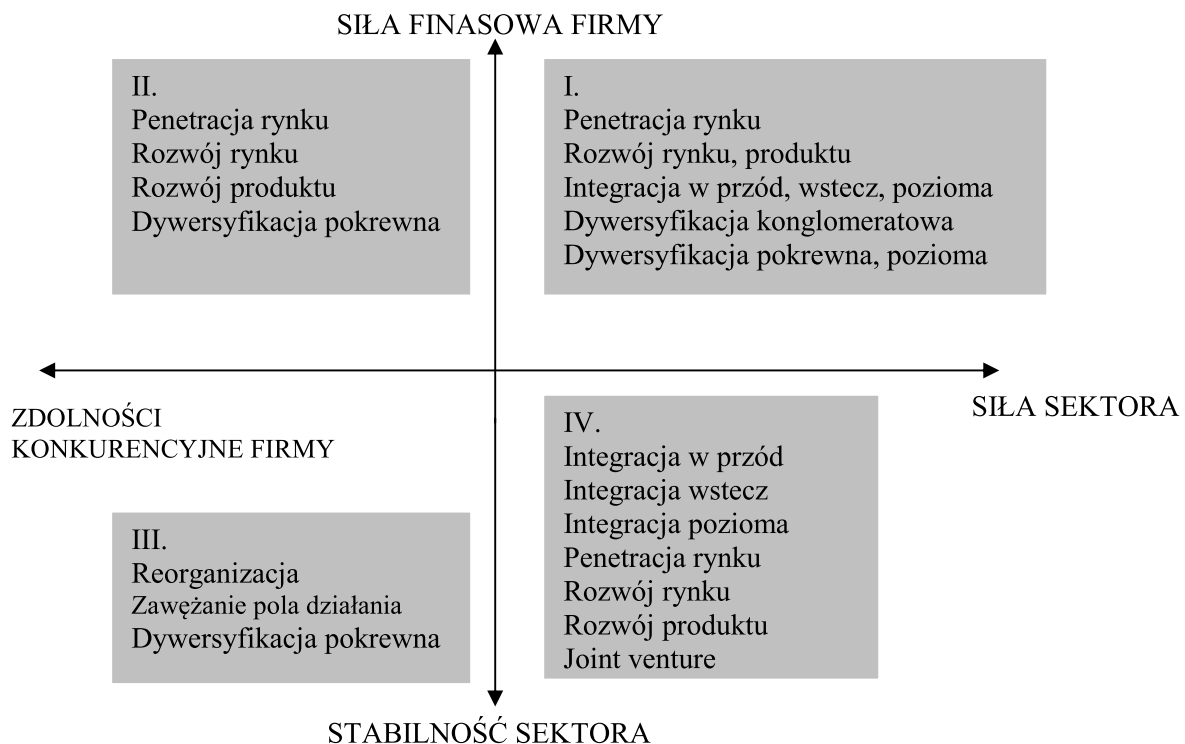 SIŁA FINASOWA FIRMY
II.
Penetracja rynku
Rozwój rynku
Rozwój produktu
Dywersyfikacja pokrewna
I.
Penetracja rynku
Rozwój rynku, produktu
Integracja w przód, wstecz, pozioma
Dywersyfikacja konglomeratowa
Dywersyfikacja pokrewna, pozioma
ZDOLNOŚCI
KONKURENCYJNE FIRMY
SIŁA SEKTORA
III.
Reorganizacja
Zawężanie pola działania
Dywersyfikacja pokrewna
IV.
Integracja w przód
Integracja wstecz
Integracja pozioma
Penetracja rynku
Rozwój rynku
Rozwój produktu
Joint venture
STABILNOŚĆ SEKTORA